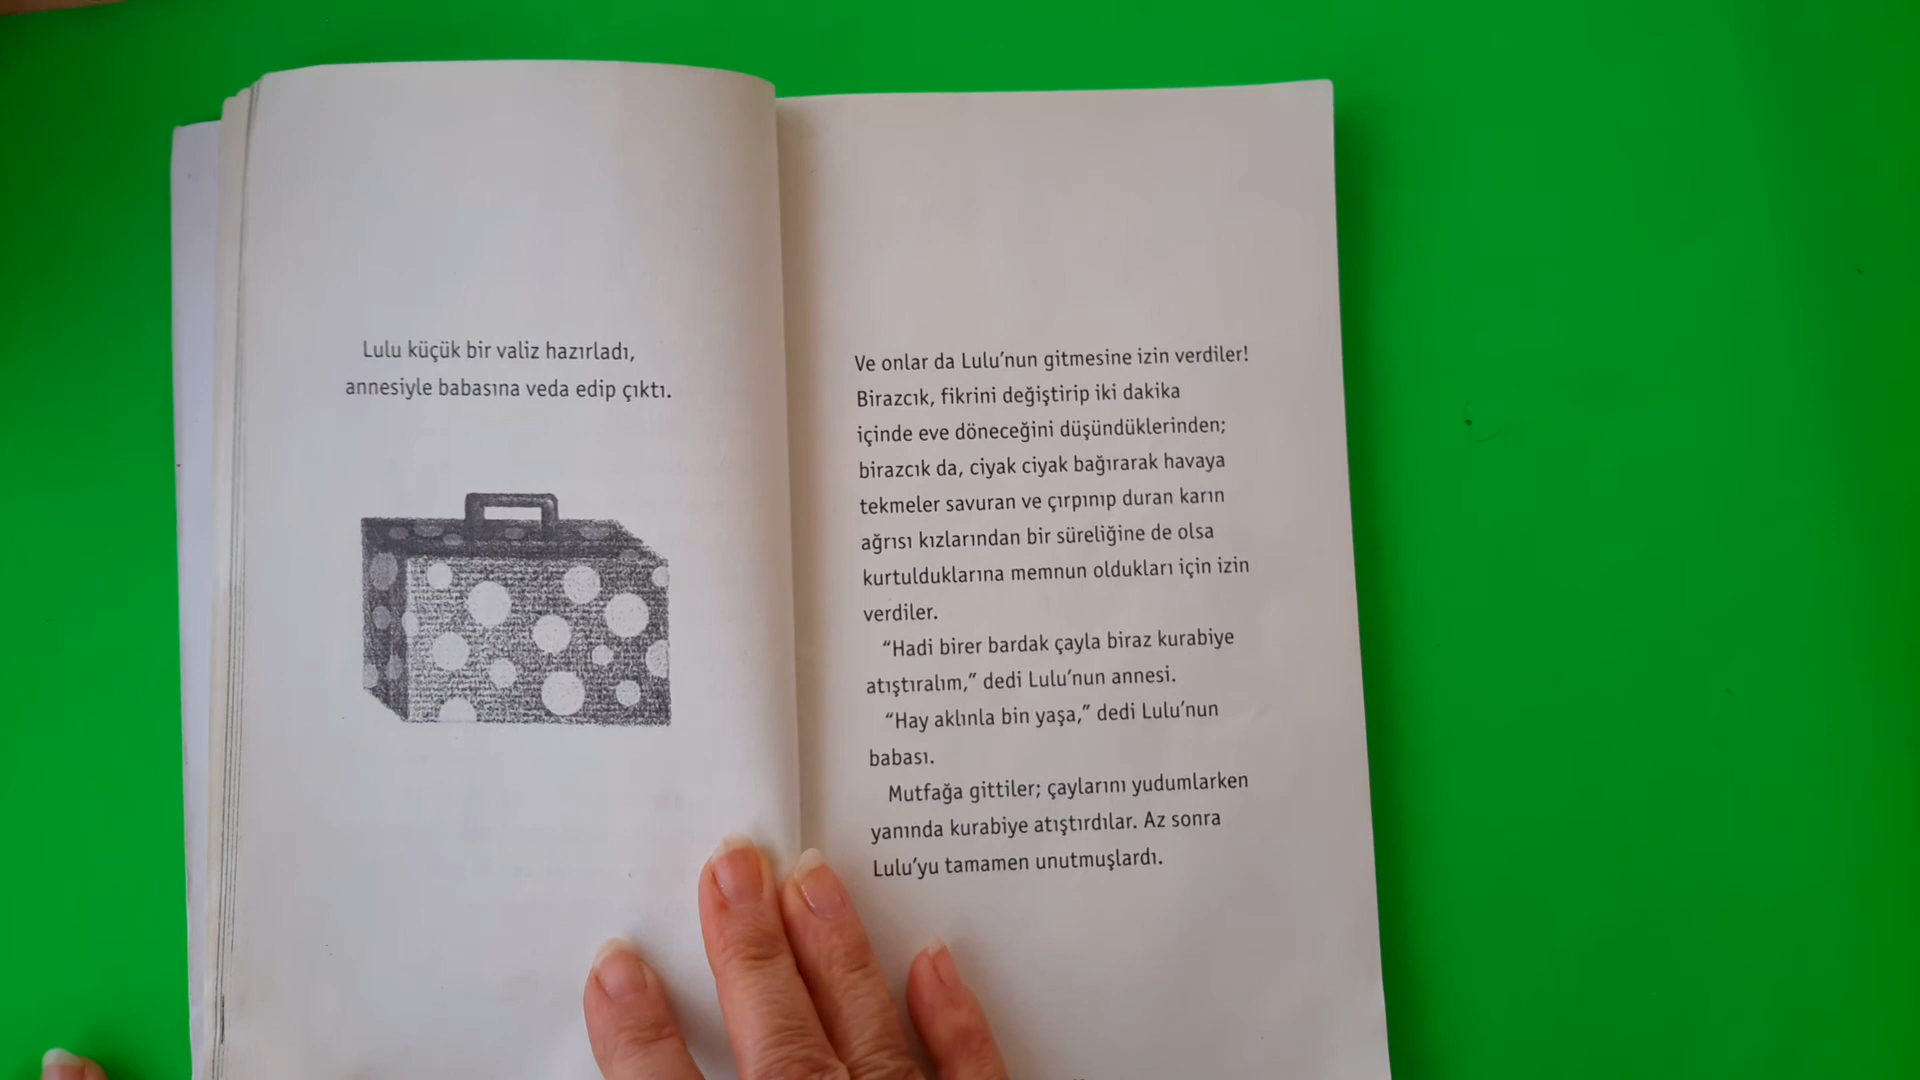 Lulu küçük bir valiz hazırladı,
annesiyle babasına veda edip çıktı.
Ve onlar da Lulu’nun gitmesine izin verdiler!
Birazcık, fikrini değiştirip iki dakika
içinde eve döneceğini düşündüklerinden;
birazcık da, ciyak ciyak bağırarak havaya
tekmeler savuran ve çırpınıp duran karın
ağrısı kızlarından bir süreliğine de olsa
kurtulduklarına memnun oldukları için izin
verdiler.
“Hadi birer bardak çayla biraz kurabiye
atıştıralım,” dedi Lulu’nun annesi.
“Hay aklınla bin yaşa,” dedi Lulu’nun
babası.
Mutfağa gittiler; çaylarını yudumlarken
yanında kurabiye atıştırdılar. Az sonra
Lulu’yu tamamen unutmuşlardı.